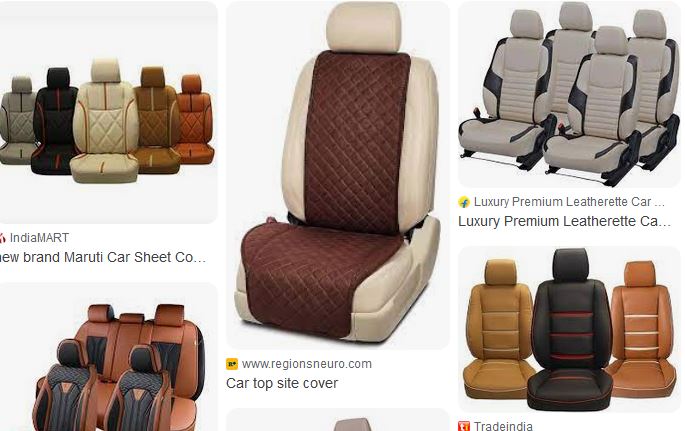 IndiaMART
new brand Maruti Car Sheet Co...
www.regionsneuro.com
Car top site cover
Luxury Premium Leatherette Car ...
Luxury Premium Leatherette Ca...
Tradeindia